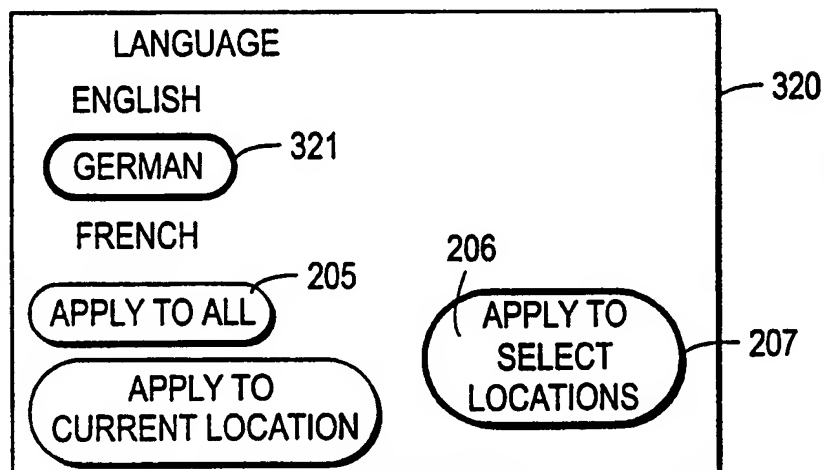 LANGUAGE
ENGLISH
320
GERMAN
321
FRENCH
206
205
APPLY TO ALL
APPLY TO
SELECT
LOCATIONS
207
APPLY TO
CURRENT LOCATION